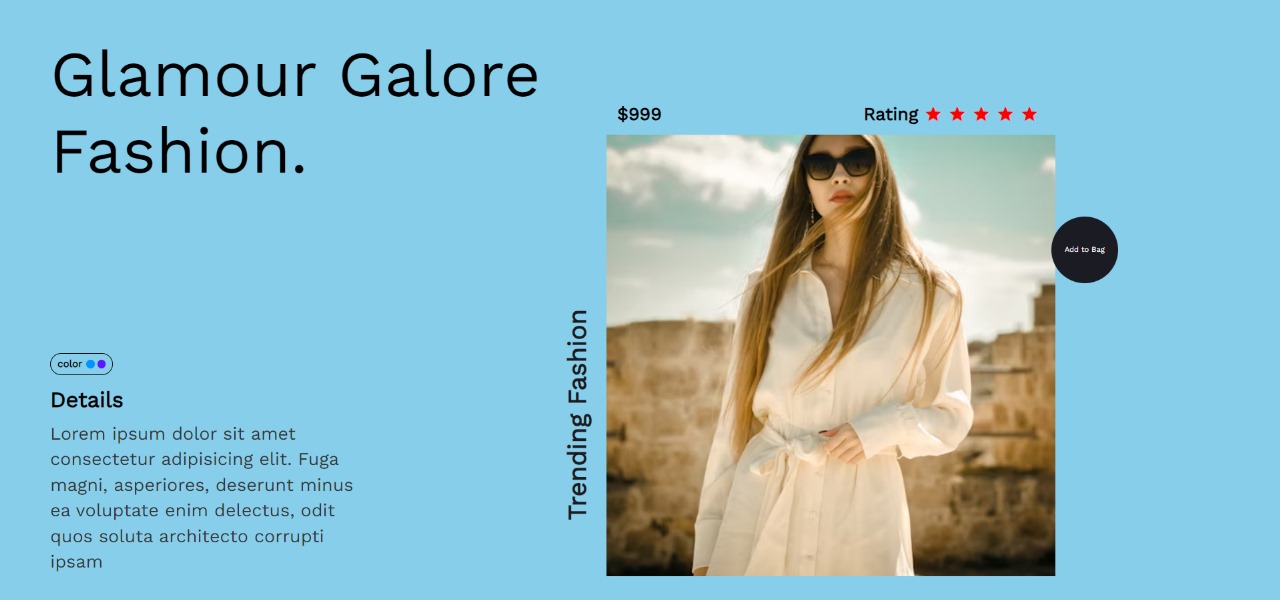 Glamour Galore
Fashion.
$999
Rating
Add to Bag
Trending Fashion
color
Details
Lorem ipsum dolor sit amet
consectetur adipisicing elit. Fuga
magni, asperiores, deserunt minus
ea voluptate enim delectus, odit
quos soluta architecto corrupti
ipsam